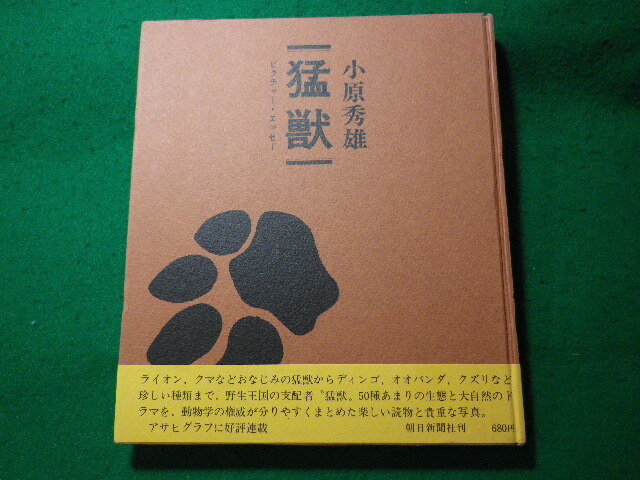 小原秀雄
猛獣
ピクチャー・エッセー
ライオン、クマなどおなじみの猛獣からディンゴ、オオパンダ、クズリなど
珍しい種類まで、野生王国の支配者〝猛獣〟50種あまりの生態と大自然のド
ラマを、動物学の権威が分りやすくまとめた楽しい読物と貴重な写真。
アサヒグラフに好評連載
朝日新聞社刊
680円